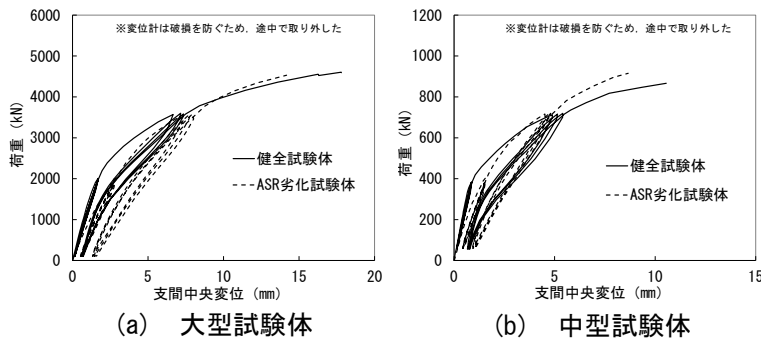 ※変位計は破損を防ぐため，途中で取り外した
6000
5000
4000
3000
2000
1000
0
荷重（kN）
健全試験体
ASR劣化試験体
0 5 10 15 20
支間中央変位（mm）
(a) 大型試験体
※変位計は破損を防ぐため，途中で取り外した
1200
1000
800
600
400
200
0
荷重（kN）
健全試験体
ASR劣化試験体
0 5 10 15
支間中央変位（mm）
(b) 中型試験体